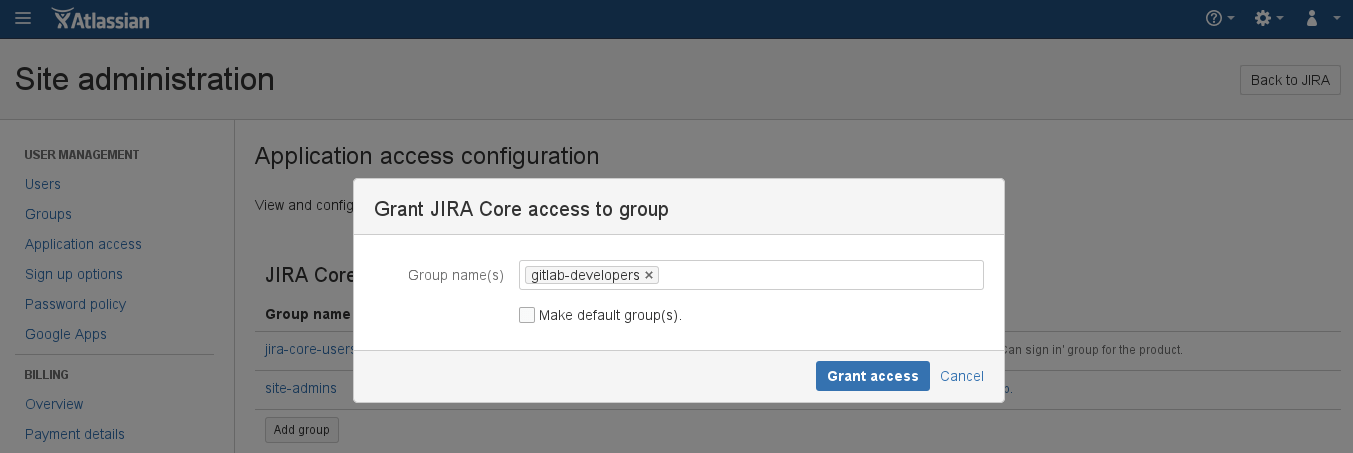 Atlassian
Site administration
Back to JIRA
USER MANAGEMENT
Users
Groups
Application access
Sign up options
Password policy
Google Apps
BILLING
Overview
Payment details
Application access configuration
View and config
JIRA Core
Group name
jira-core-users
can sign in' group for the product.
site-admins
Add group
Grant JIRA Core access to group
Group name(s)
gitlab-developers ×
Make default group(s).
Grant access Cancel